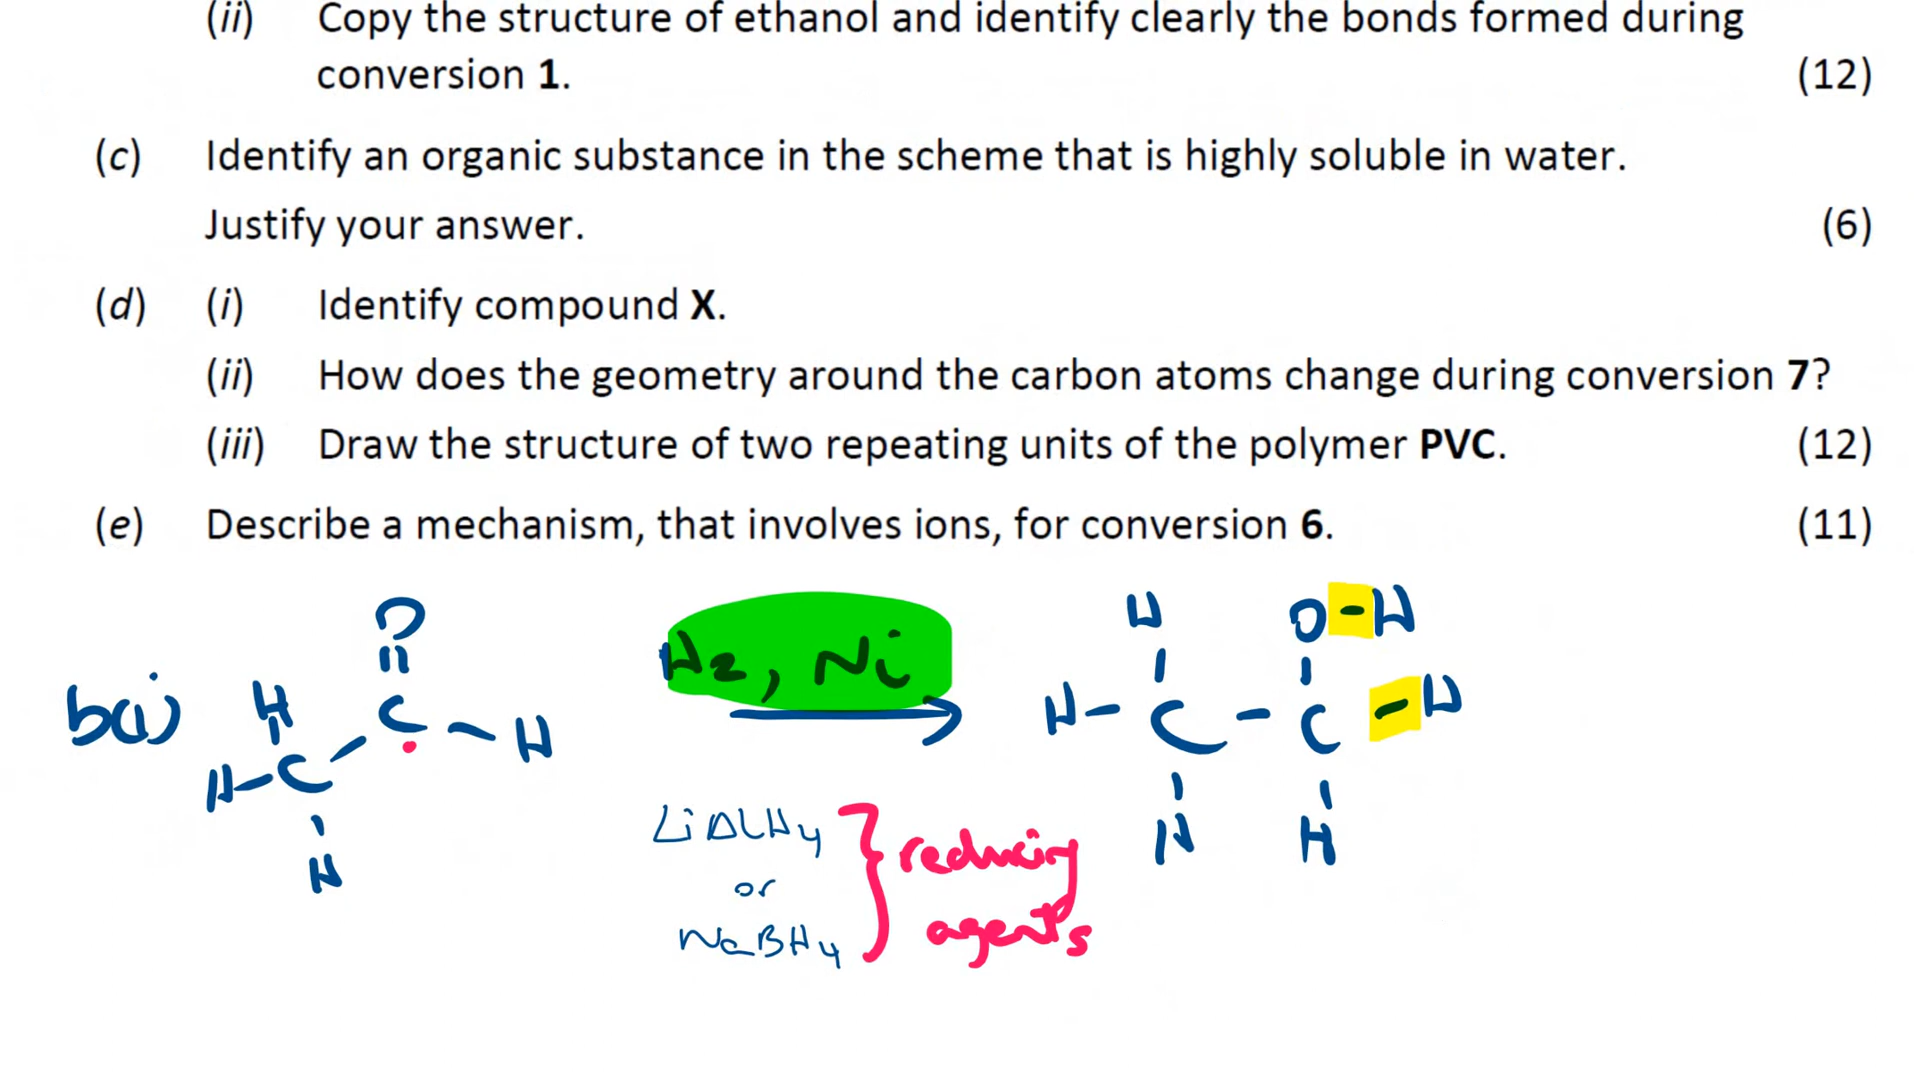 (ii) Copy the structure of ethanol and identify clearly the bonds formed during
conversion 1. (12)
(c) Identify an organic substance in the scheme that is highly soluble in water.
Justify your answer. (6)
(d) (i) Identify compound X.
(ii) How does the geometry around the carbon atoms change during conversion 7?
(iii) Draw the structure of two repeating units of the polymer PVC. (12)
(e) Describe a mechanism, that involves ions, for conversion 6. (11)
O H O-H
H2, Ni
b(i) H C - H H - C - C - H
H - C
H H H
LiAlH4
or
NaBH4
} reducing
agents